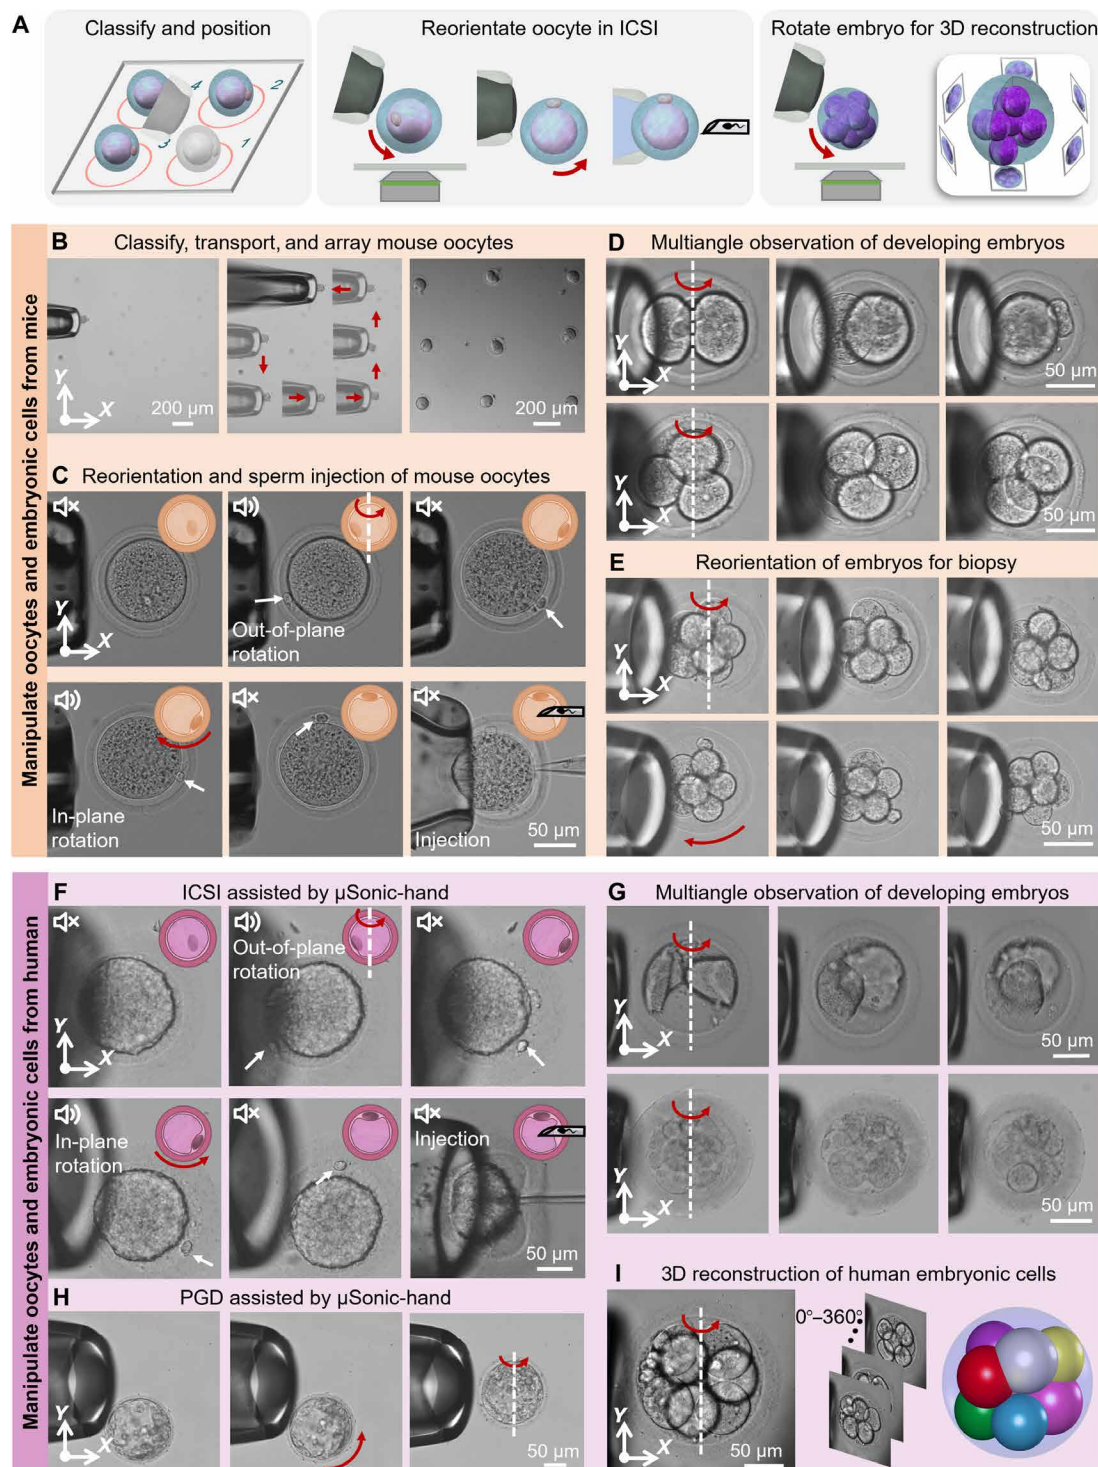 A
Classify and position
4
2
3
1
Reorientate oocyte in ICSI
Rotate embryo for 3D reconstruction
Manipulate oocytes and embryonic cells from mice
B
Classify, transport, and array mouse oocytes
Y
X
200 µm
200 µm
C
Reorientation and sperm injection of mouse oocytes
Y
X
Out-of-plane
rotation
In-plane
rotation
Injection
50 µm
D
Multiangle observation of developing embryos
Y
X
50 µm
Y
X
50 µm
E
Reorientation of embryos for biopsy
Y
X
50 µm
Manipulate oocytes and embryonic cells from human
F
ICSI assisted by µSonic-hand
Y
X
Out-of-plane
rotation
In-plane
rotation
Injection
50 µm
G
Multiangle observation of developing embryos
Y
X
50 µm
Y
X
50 µm
H
PGD assisted by µSonic-hand
Y
X
50 µm
I
3D reconstruction of human embryonic cells
Y
X
50 µm
0°–360°